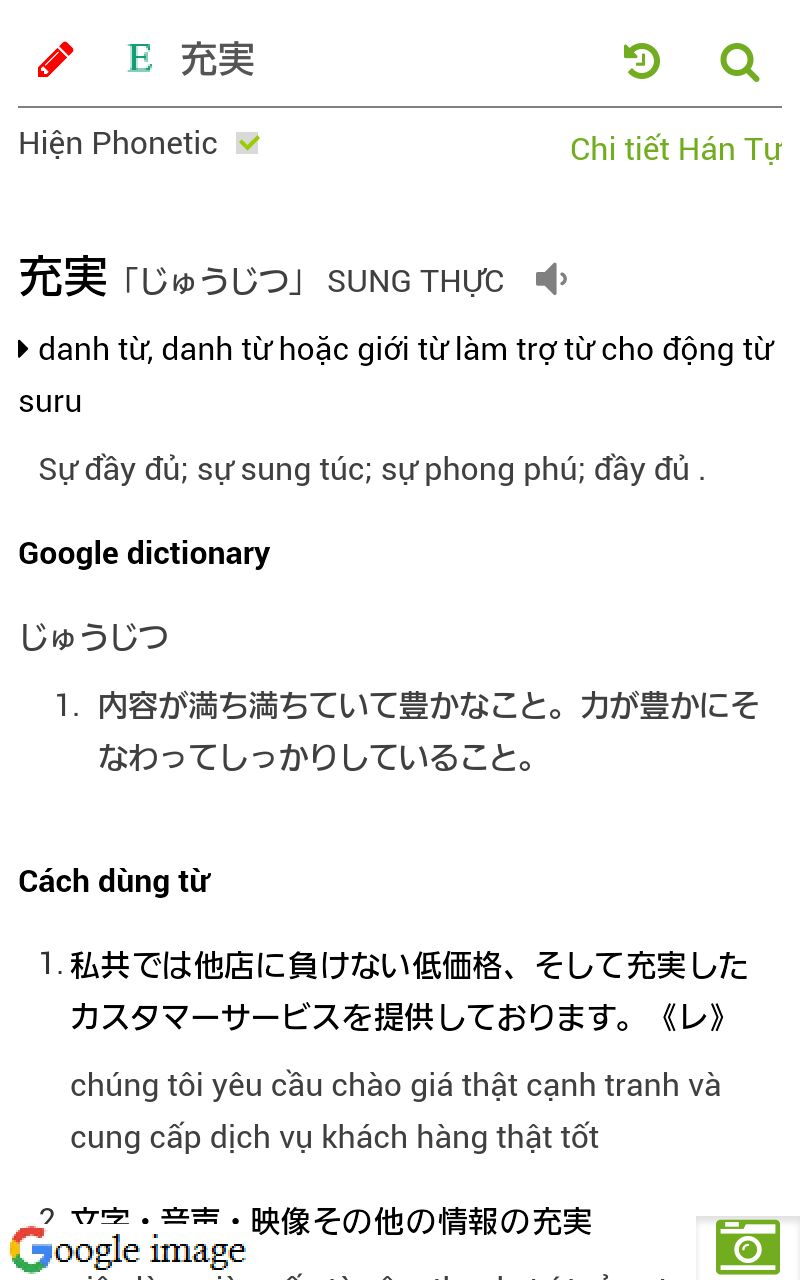 E 充実
Hiện Phonetic
Chi tiết Hán Tự
充実「じゅうじつ」 SUNG THỰC
danh từ, danh từ hoặc giới từ làm trợ từ cho động từ
suru
Sự đầy đủ; sự sung túc; sự phong phú; đầy đủ .
Google dictionary
じゅうじつ
1. 内容が満ち満ちていて豊かなこと。力が豊かにそ
なわってしっかりしていること。
Cách dùng từ
1. 私共では他店に負けない低価格、そして充実した
カスタマーサービスを提供しております。《レ》
chúng tôi yêu cầu chào giá thật cạnh tranh và
cung cấp dịch vụ khách hàng thật tốt
2. 文字・音声・映像その他の情報の充実
Google image